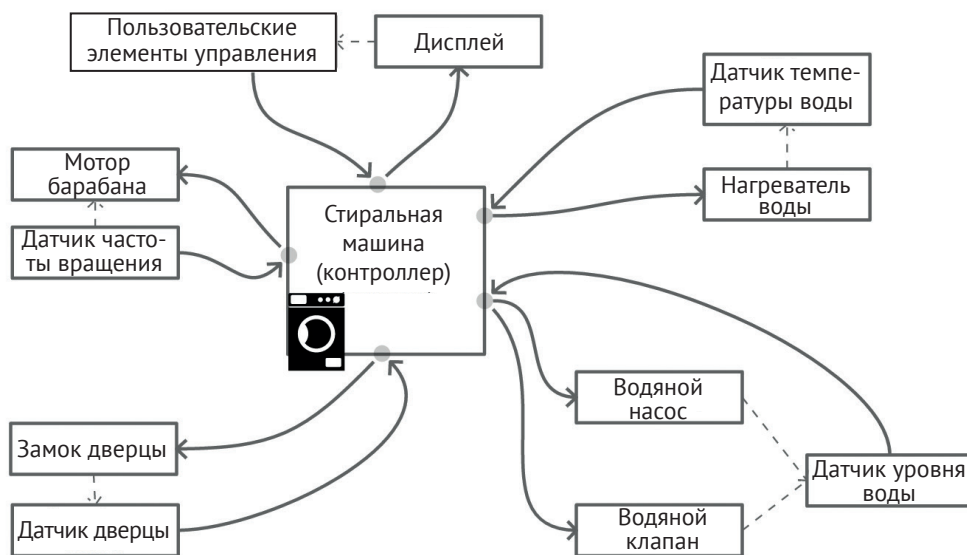 Пользовательские
элементы управления
Дисплей
Датчик темпе-
ратуры воды
Мотор
барабана
Нагреватель
воды
Датчик часто-
ты вращения
Стиральная
машина
(контроллер)
Водяной
насос
Замок дверцы
Датчик уровня
воды
Датчик дверцы
Водяной
клапан